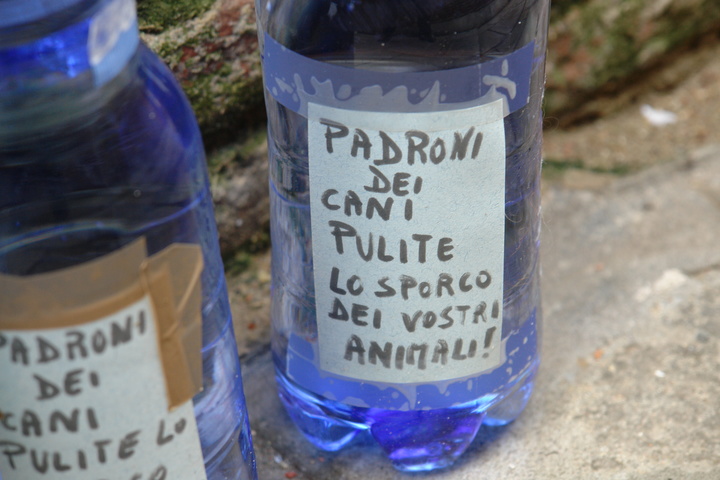 PADRONI
DEI
CANI
PULITE
LO SPORCO
DEI VOSTRI
ANIMALI!
PADRONI
DEI
CANI
PULITE LO